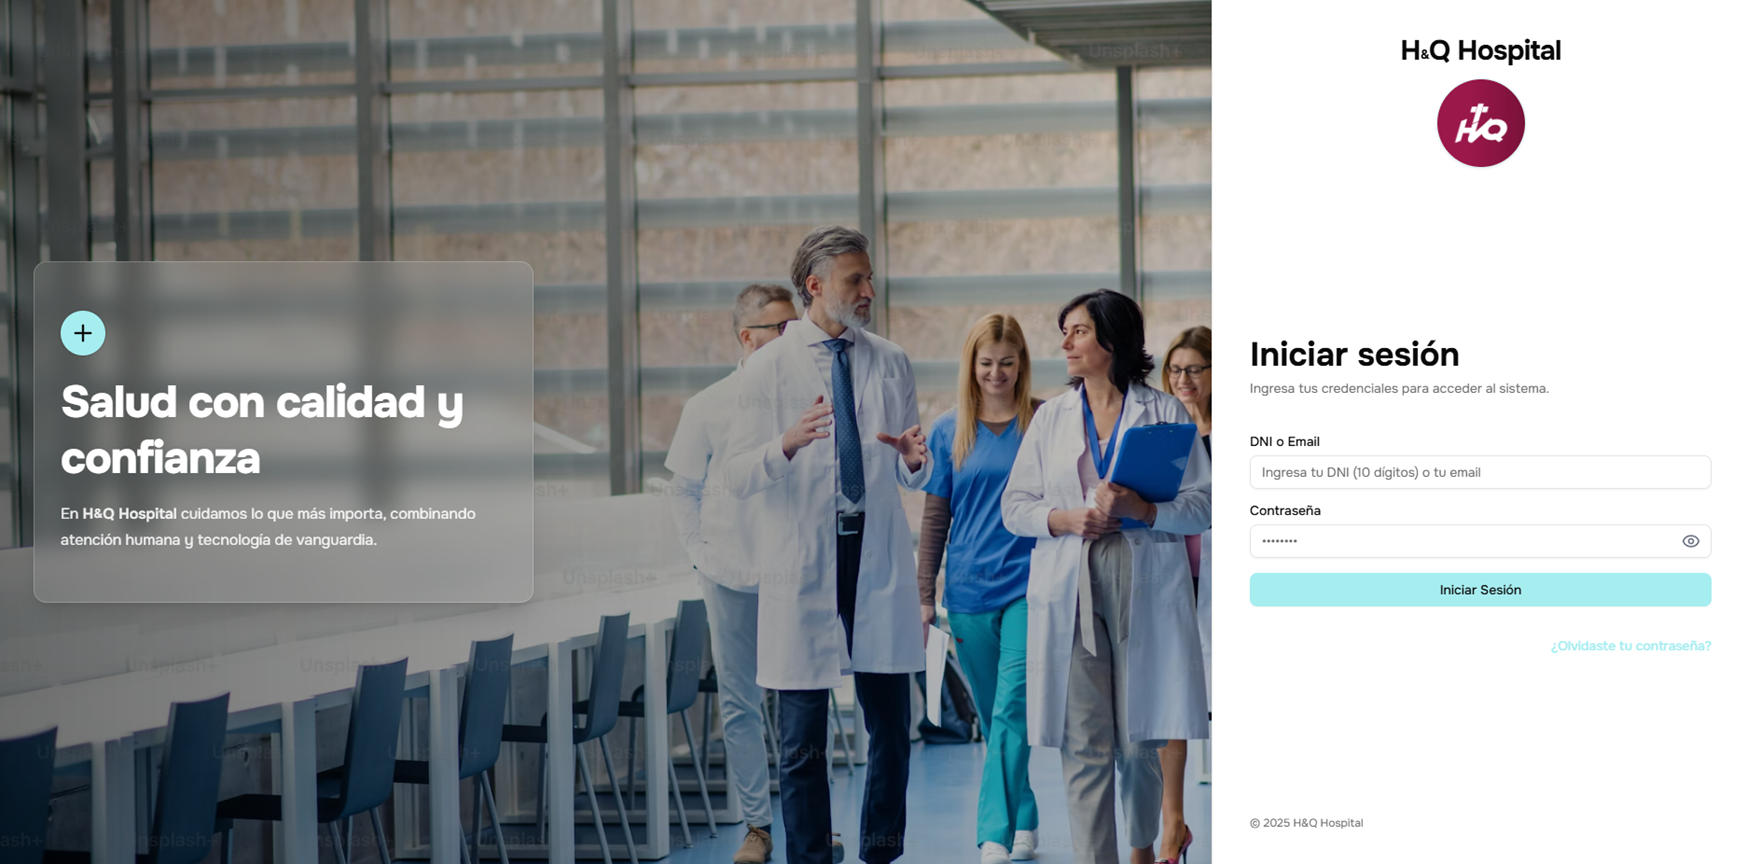 Salud con calidad y
confianza
En H&Q Hospital cuidamos lo que más importa, combinando
atención humana y tecnología de vanguardia.
H&Q Hospital
HQ
Iniciar sesión
Ingresa tus credenciales para acceder al sistema.
DNI o Email
Ingresa tu DNI (10 dígitos) o tu email
Contraseña
••••••••
Iniciar Sesión
¿Olvidaste tu contraseña?
© 2025 H&Q Hospital
Unsplash+